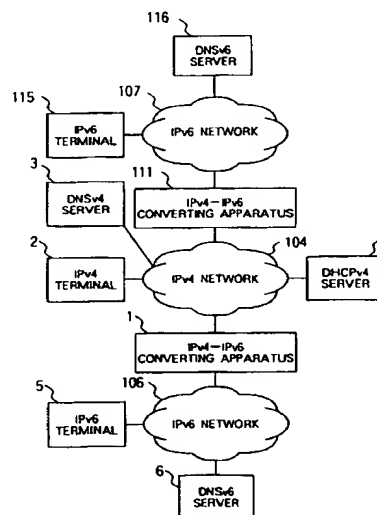 116
DNSv6
SERVER
107
115
IPv6
TERMINAL
IPv6 NETWORK
3
111
DNSv4
SERVER
IPv4-IPv6
CONVERTING APPARATUS
104
2
IPv4
TERMINAL
IPv4 NETWORK
DHCPv4
SERVER
1
IPv4-IPv6
CONVERTING APPARATUS
106
5
IPv6
TERMINAL
IPv6 NETWORK
6
DNSv6
SERVER